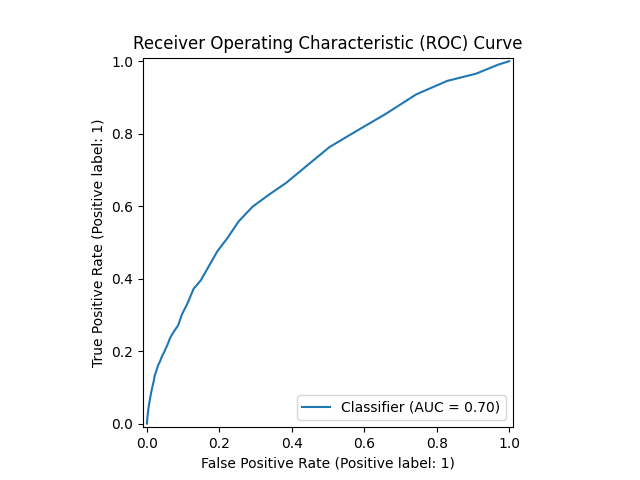 Receiver Operating Characteristic (ROC) Curve
1.0
0.8
0.6
0.4
0.2
0.0
True Positive Rate (Positive label: 1)
Classifier (AUC = 0.70)
0.0 0.2 0.4 0.6 0.8 1.0
False Positive Rate (Positive label: 1)